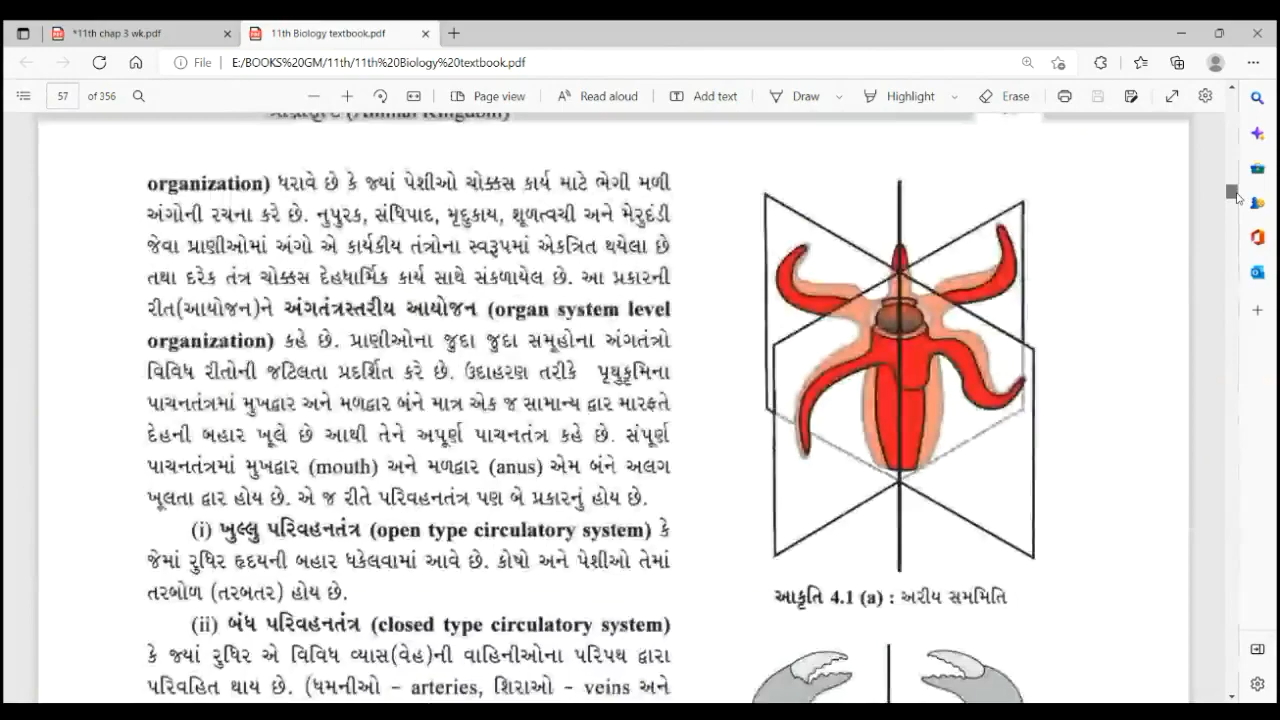 *11th chap 3 wk.pdf
11th Biology textbook.pdf
File
E:/BOOKS%20GM/11th/11th%20Biology%20textbook.pdf
57 of 356
Page view
Read aloud
Add text
Draw
Highlight
Erase
(Animal Kingdom)
organization) ધરાવે છે કે જ્યાં પેશીઓ ચોક્કસ કાર્ય માટે ભેગી મળી
અંગોની રચના કરે છે. નુપુરક, સંધિપાદ, મૃદુકાય, શૂળત્વચી અને મેરુદંડી
જેવા પ્રાણીઓમાં અંગો એ કાર્યકીય તંત્રોના સ્વરૂપમાં એકત્રિત થયેલા છે
તથા દરેક તંત્ર ચોક્કસ દેહધાર્મિક કાર્ય સાથે સંકળાયેલ છે. આ પ્રકારની
રીત(આયોજન)ને અંગતંત્રસ્તરીય આયોજન (organ system level
organization) કહે છે. પ્રાણીઓના જુદા જુદા સમૂહોના અંગતંત્રો
વિવિધ રીતોની જટિલતા પ્રદર્શિત કરે છે. ઉદાહરણ તરીકે પૃથુકૃમિના
પાચનતંત્રમાં મુખદ્વાર અને મળદ્વાર બંને માત્ર એક જ સામાન્ય દ્વાર મારફતે
દેહની બહાર ખૂલે છે આથી તેને અપૂર્ણ પાચનતંત્ર કહે છે. સંપૂર્ણ
પાચનતંત્રમાં મુખદ્વાર (mouth) અને મળદ્વાર (anus) એમ બંને અલગ
ખૂલતા દ્વાર હોય છે. એ જ રીતે પરિવહનતંત્ર પણ બે પ્રકારનું હોય છે.
(i) ખુલ્લુ પરિવહનતંત્ર (open type circulatory system) કે
જેમાં રુધિર હૃદયની બહાર ધકેલવામાં આવે છે. કોષો અને પેશીઓ તેમાં
તરબોળ (તરબતર) હોય છે.
(ii) બંધ પરિવહનતંત્ર (closed type circulatory system)
કે જ્યાં રુધિર એ વિવિધ વ્યાસ(વેહ)ની વાહિનીઓના પરિપથ દ્વારા
પરિવહિત થાય છે. (ધમનીઓ – arteries, શિરાઓ - veins અને
આકૃતિ 4.1 (a) : અરીય સમમિતિ